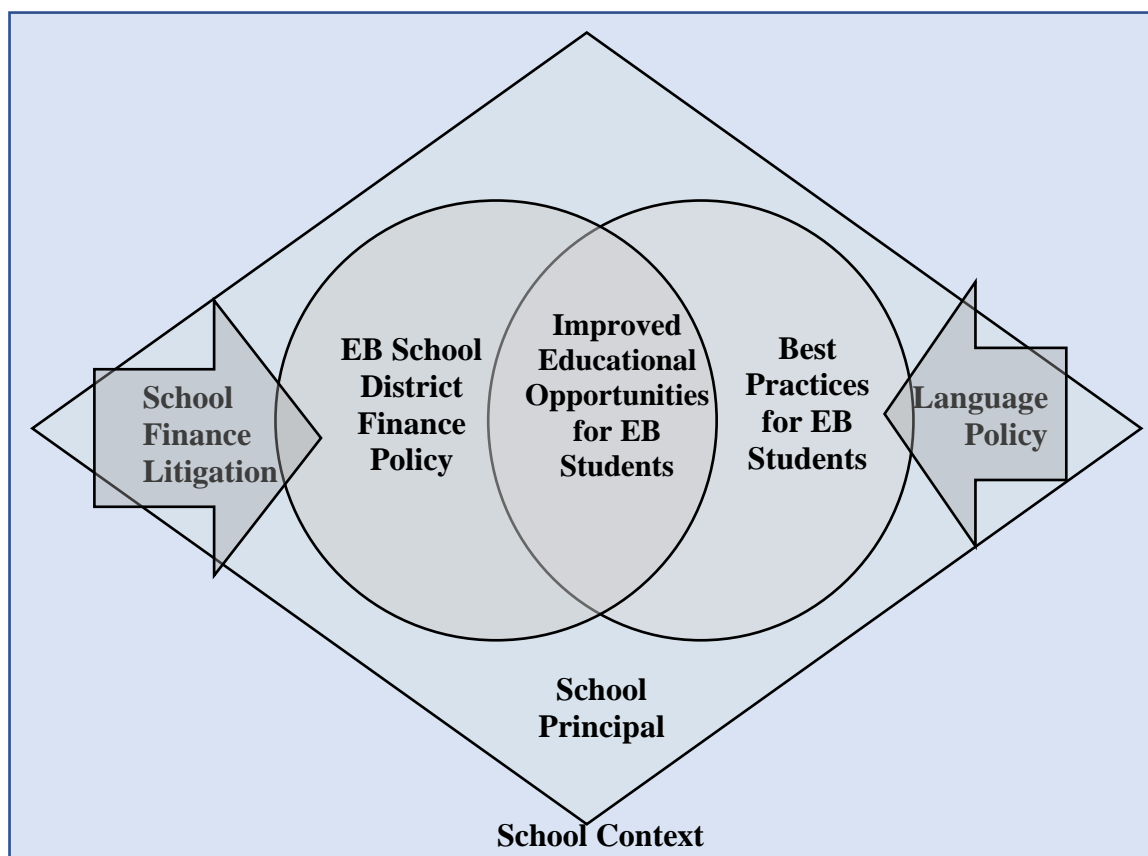 School
Finance
Litigation
EB School
District
Finance
Policy
Improved
Educational
Opportunities
for EB
Students
Best
Practices
for EB
Students
Language
Policy
School
Principal
School Context